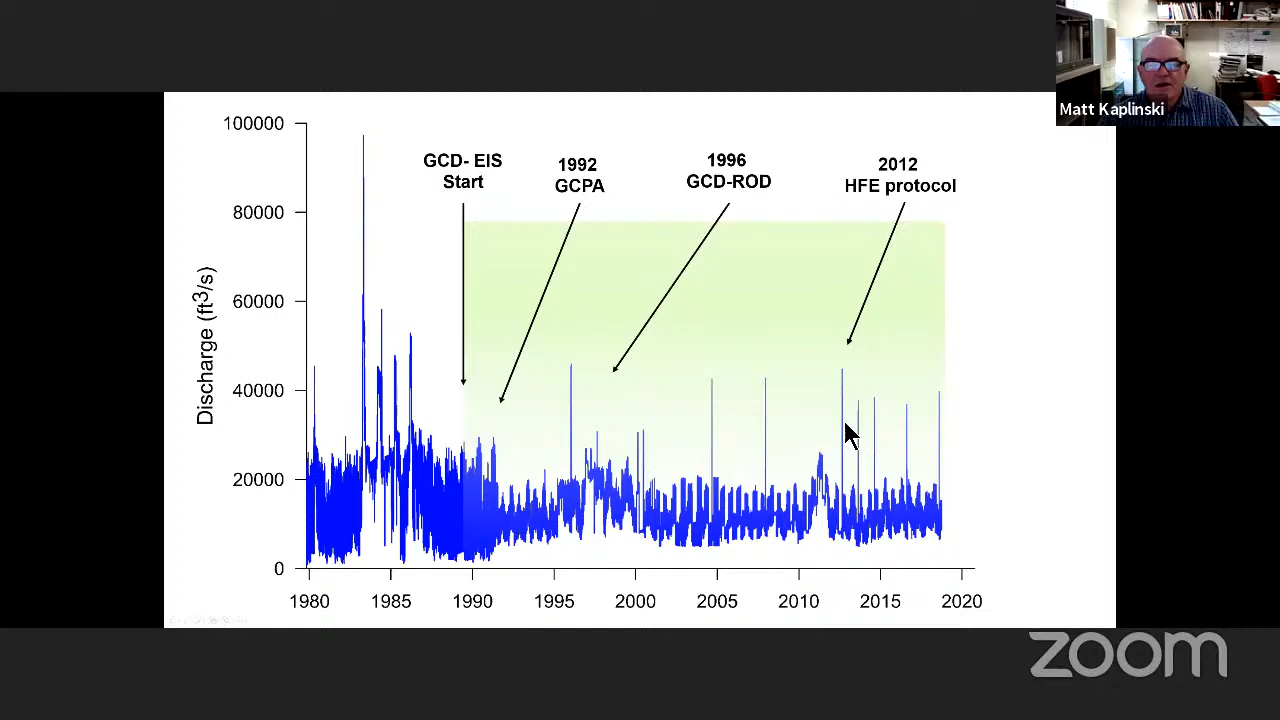 Matt Kaplinski
100000
80000
60000
40000
20000
0
Discharge (ft3/s)
GCD- EIS
Start
1992
GCPA
1996
GCD-ROD
2012
HFE protocol
1980 1985 1990 1995 2000 2005 2010 2015 2020
zoom